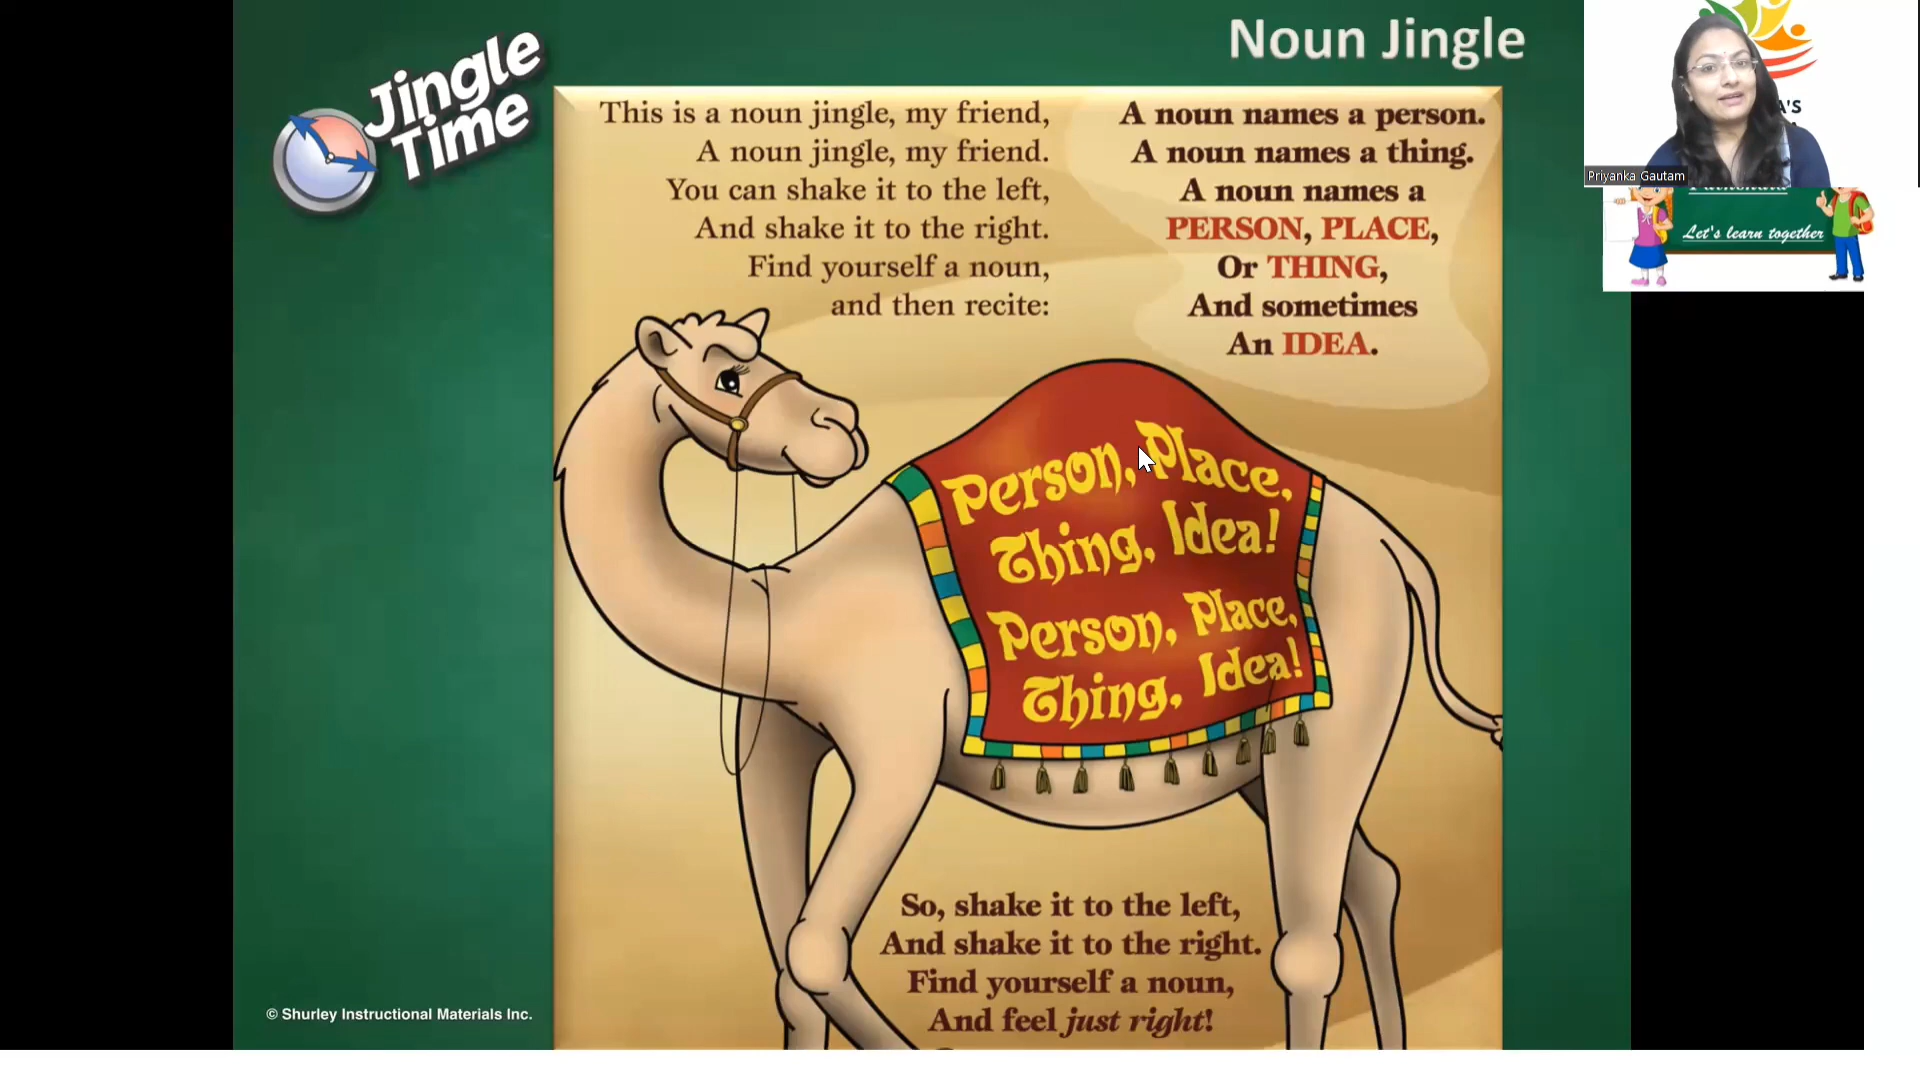 Noun Jingle
Jingle
Time
This is a noun jingle, my friend,
A noun jingle, my friend.
You can shake it to the left,
And shake it to the right.
Find yourself a noun,
and then recite:
A noun names a person.
A noun names a thing.
A noun names a
PERSON, PLACE,
Or THING,
And sometimes
An IDEA.
Person, Place,
Thing, Idea!
Person, Place,
Thing, Idea!
So, shake it to the left,
And shake it to the right.
Find yourself a noun,
And feel just right!
© Shurley Instructional Materials Inc.
Priyanka Gautam
Let's learn together